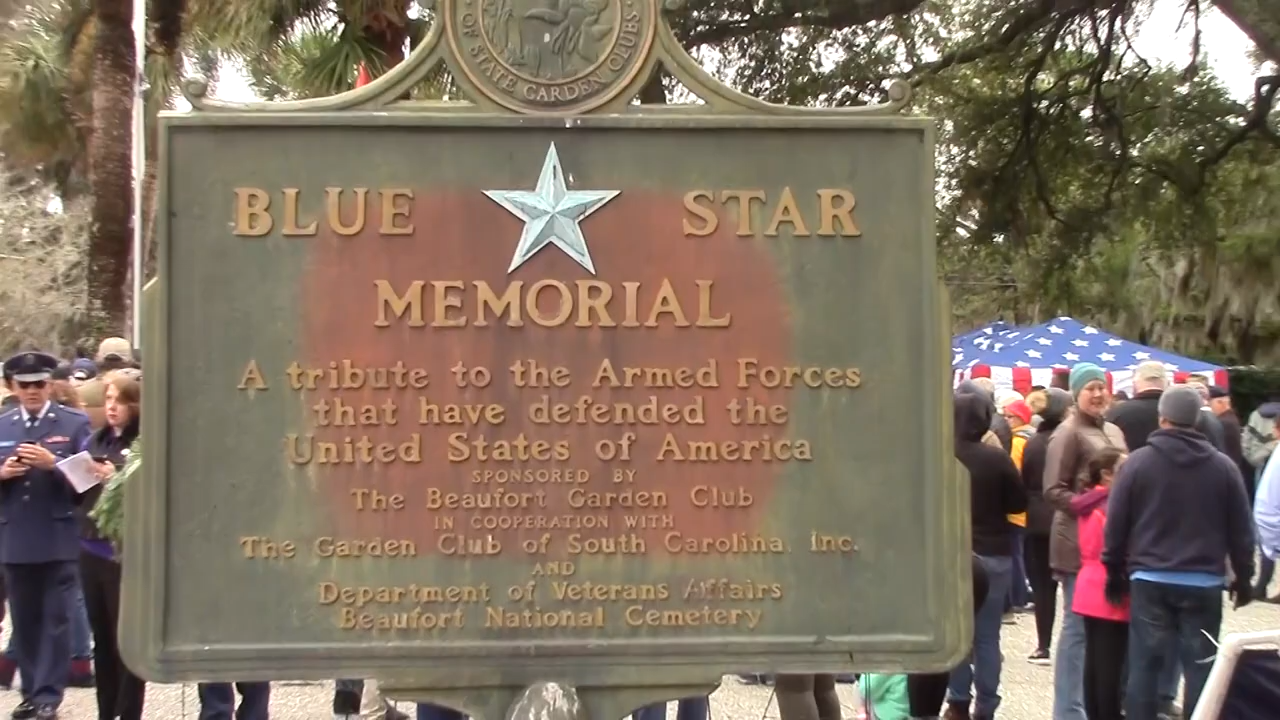 OF STATE GARDEN CLUBS
BLUE STAR
MEMORIAL
A tribute to the Armed Forces
that have defended the
United States of America
SPONSORED BY
The Beaufort Garden Club
IN COOPERATION WITH
The Garden Club of South Carolina, Inc.
AND
Department of Veterans Affairs
Beaufort National Cemetery